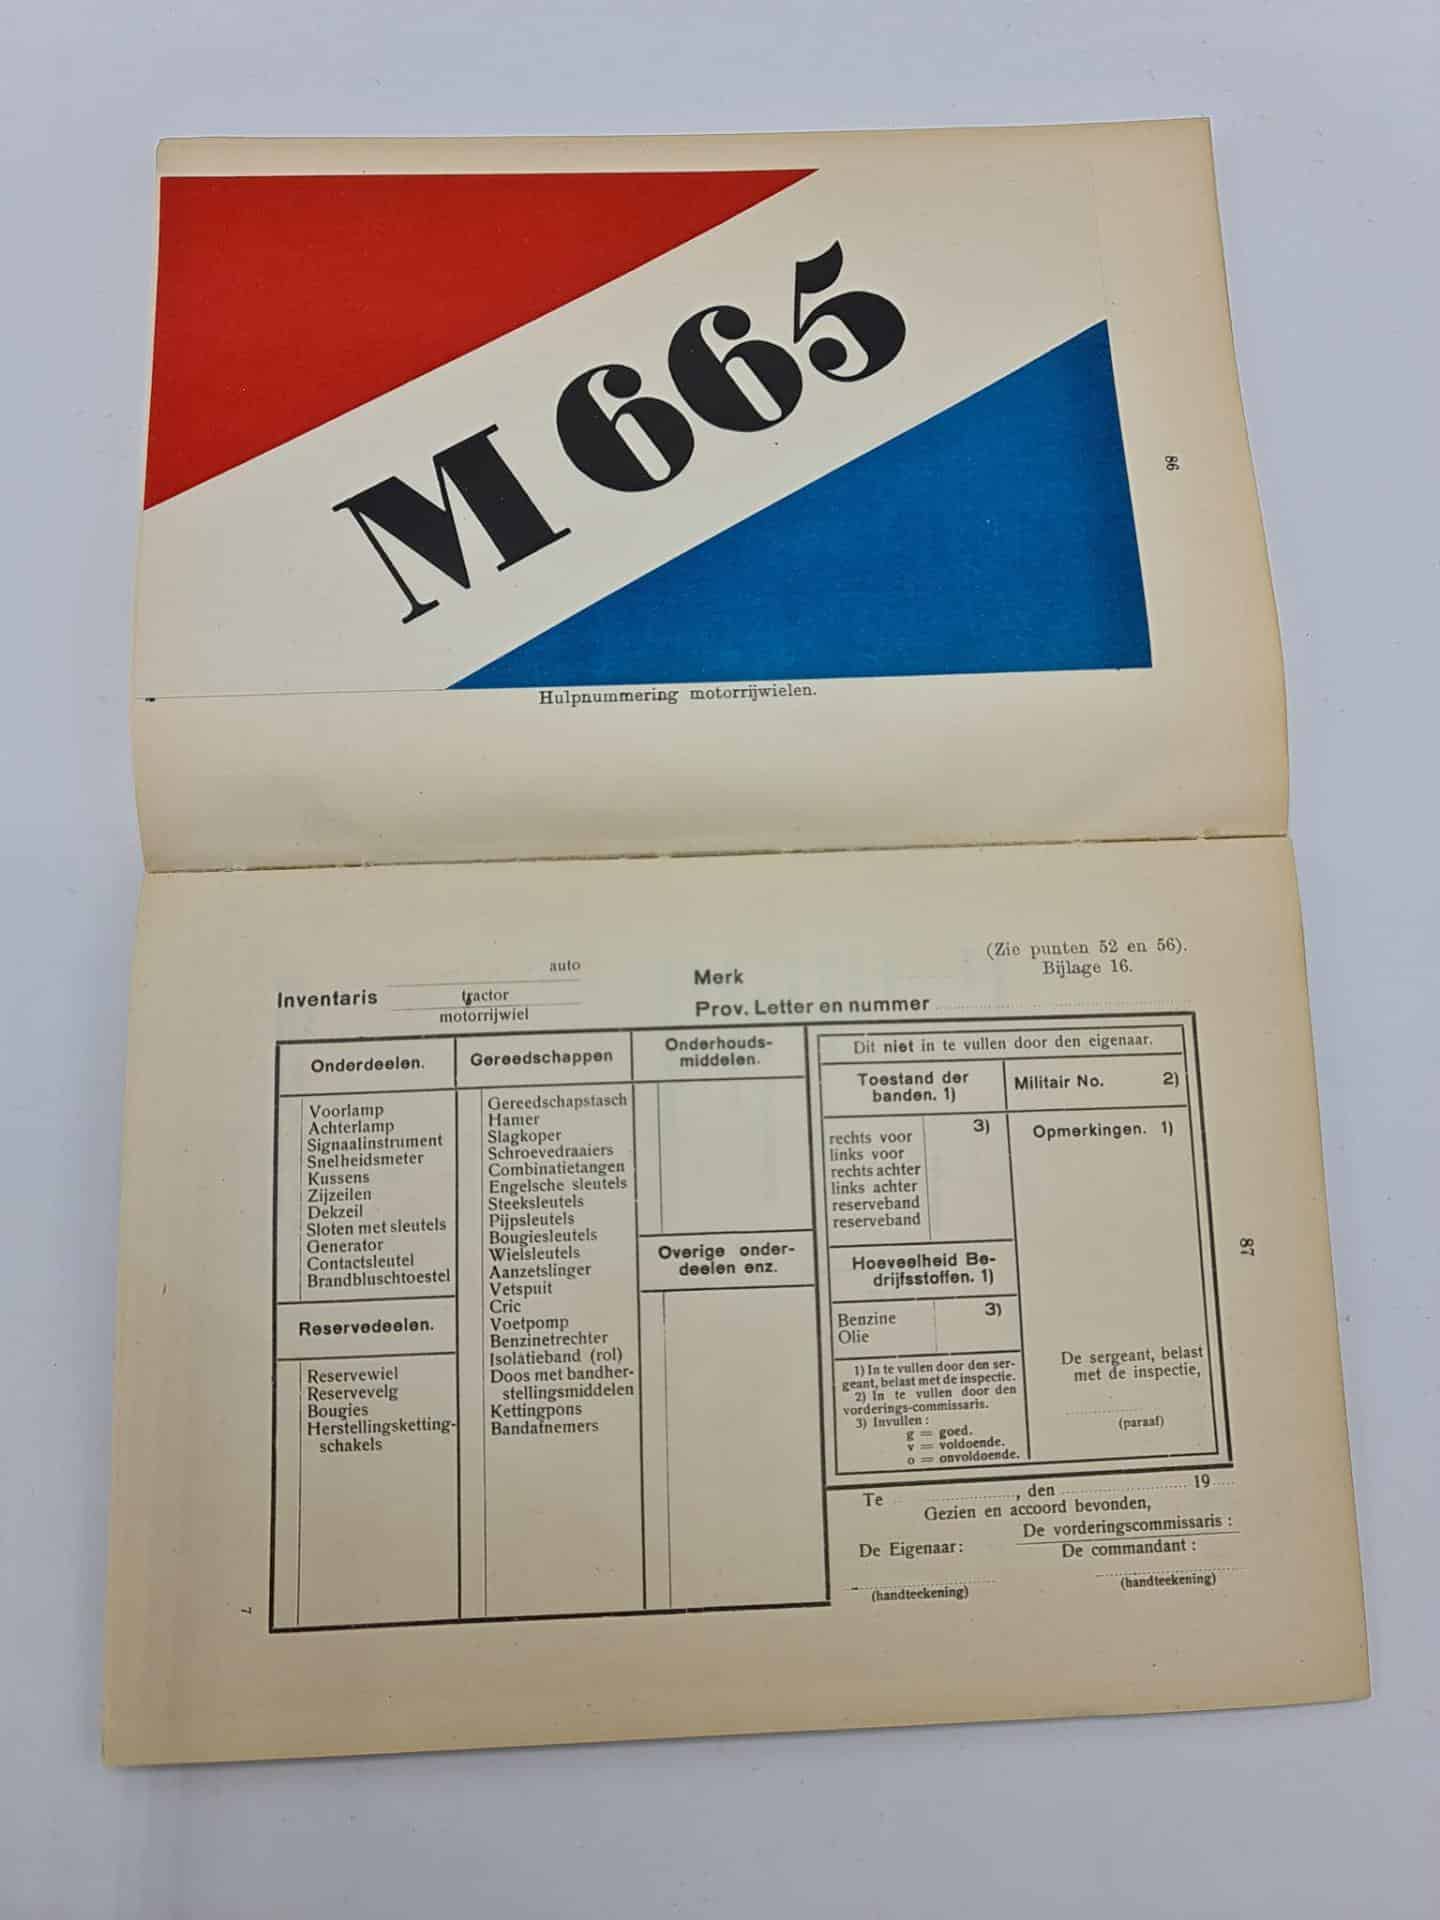 M 665
86
Hulpnummering motorrijwielen.
(Zie punten 52 en 56).
Bijlage 16.
Inventaris
auto
tractor
motorrijwiel
Merk
Prov. Letter en nummer
Onderdeelen.
Voorlamp
Achterlamp
Signaalinstrument
Snelheidsmeter
Kussens
Zijzeilen
Dekzeil
Sloten met sleutels
Generator
Contactsleutel
Brandbluschtoestel
Reservedeelen.
Reservewiel
Reservevelg
Bougies
Herstellingsketting-
schakels
Gereedschappen
Gereedschapstasch
Hamer
Slagkoper
Schroevedraaiers
Combinatietangen
Engelsche sleutels
Steeksleutels
Pijpsleutels
Bougiesleutels
Wielsleutels
Aanzetslinger
Vetspuit
Cric
Voetpomp
Benzinetrechter
Isolatieband (rol)
Doos met bandher-
stellingsmiddelen
Kettingpons
Bandafnemers
Onderhouds-
middelen.
Overige onder-
deelen enz.
Dit niet in te vullen door den eigenaar.
Toestand der
banden. 1)
3)
rechts voor
links voor
rechts achter
links achter
reserveband
reserveband
Hoeveelheid Be-
drijfsstoffen. 1)
Benzine 3)
Olie
1) In te vullen door den ser-
geant, belast met de inspectie.
2) In te vullen door den
vorderings-commissaris.
3) Invullen :
g = goed.
v = voldoende.
o = onvoldoende.
Militair No. 2)
Opmerkingen. 1)
De sergeant, belast
met de inspectie,
(paraaf)
Te , den 19
Gezien en accoord bevonden,
De Eigenaar:
(handteekening)
De vorderingscommissaris :
De commandant :
(handteekening)
87
7